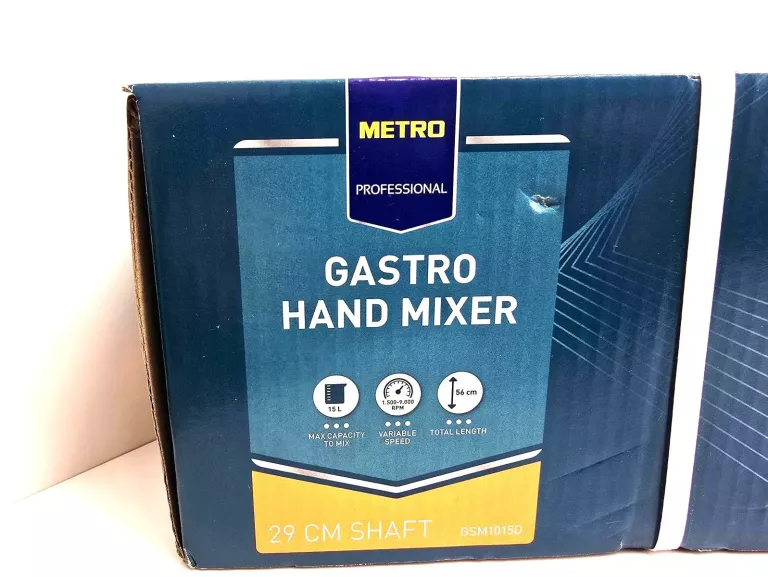 METRO
PROFESSIONAL
GASTRO
HAND MIXER
15 L
MAX CAPACITY
TO MIX
1.500-9.000
RPM
VARIABLE
SPEED
56 cm
TOTAL LENGTH
29 CM SHAFT
GSM1015D